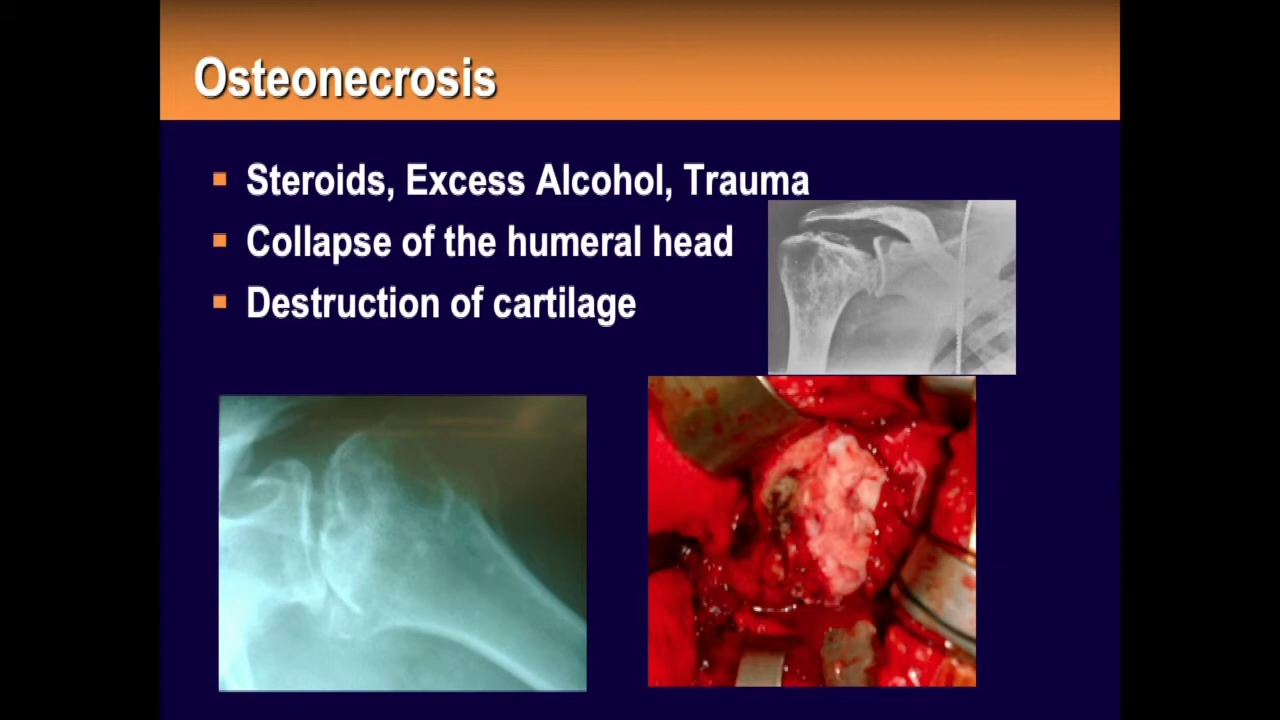 Osteonecrosis
Steroids, Excess Alcohol, Trauma
Collapse of the humeral head
Destruction of cartilage